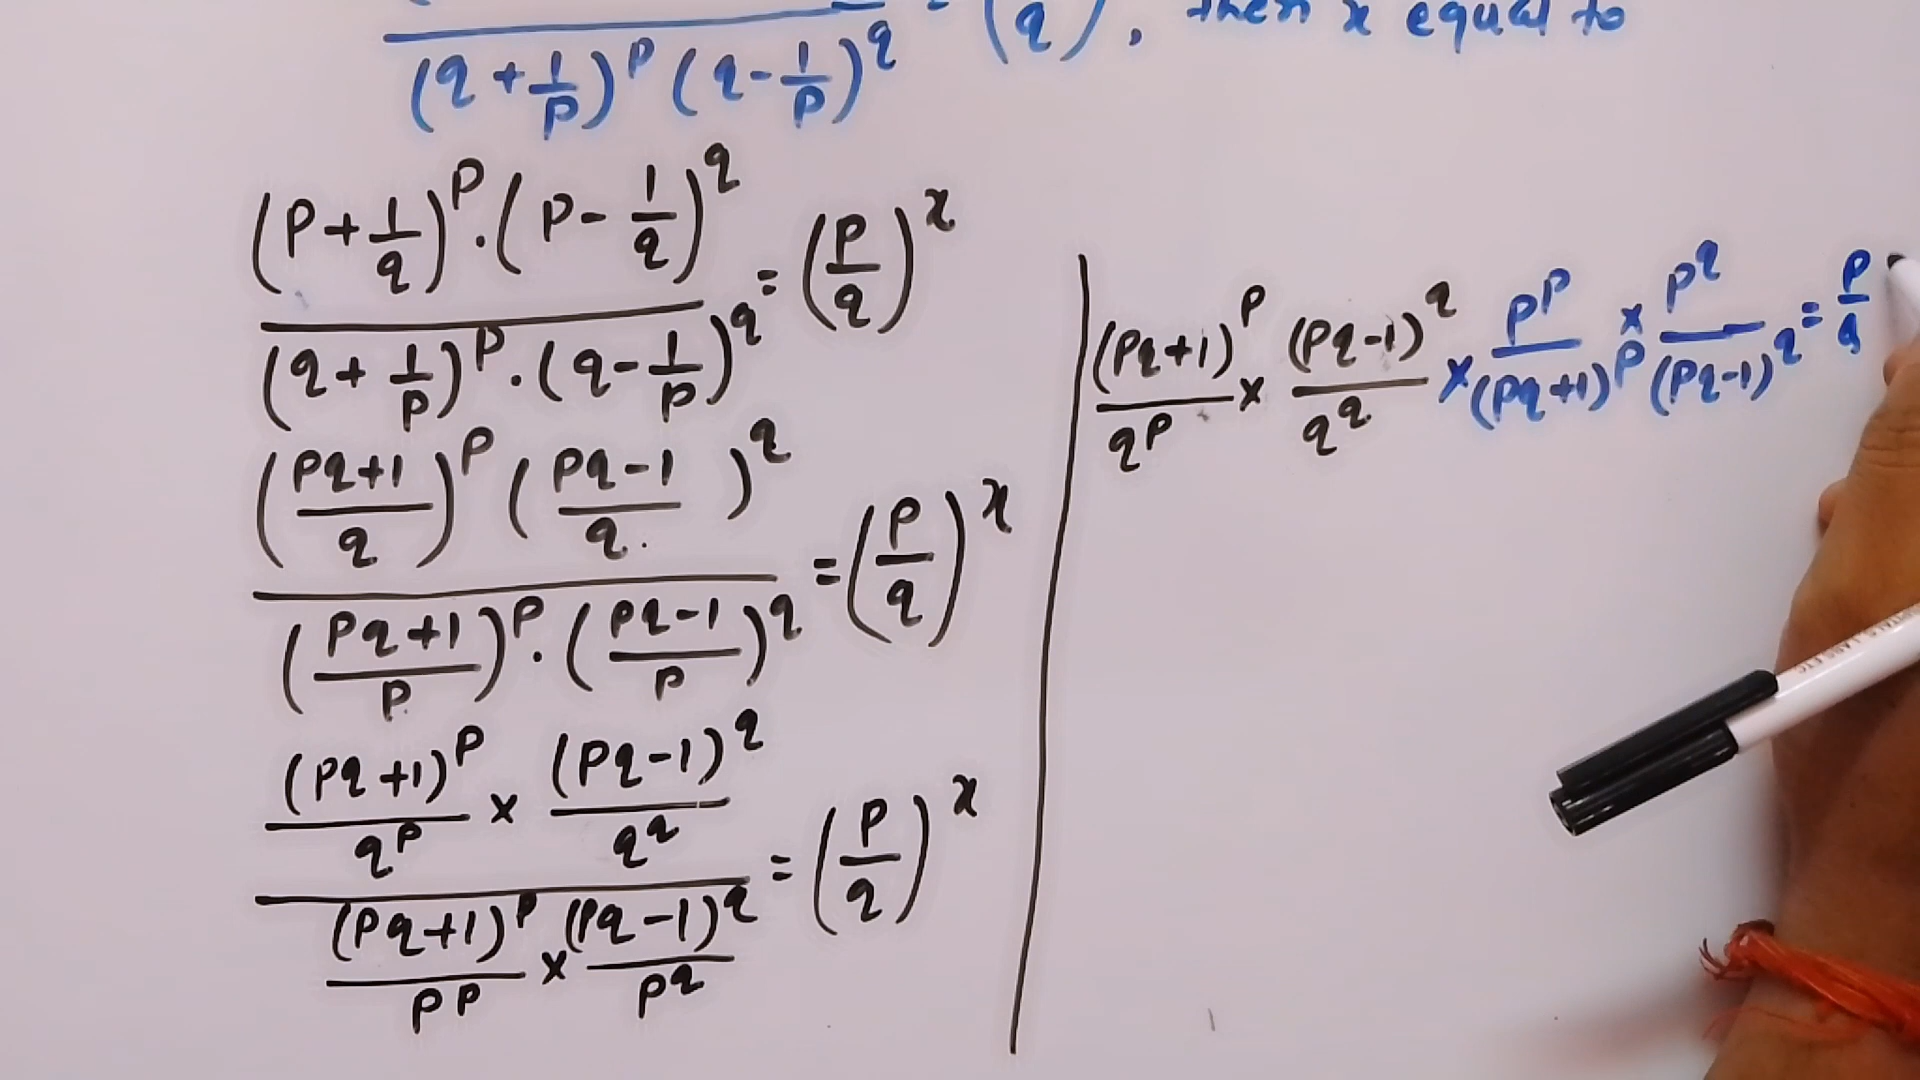 (q + 1/p)^p (q - 1/p)^q (q), then x equal to
(P + 1/q)^P . (P - 1/q)^q / (q + 1/p)^P . (q - 1/p)^q = (P/q)^x
((Pq+1)/q)^P ((Pq-1)/q.)^q / ((Pq+1)/P)^P . ((Pq-1)/P)^q = (P/q)^x
(Pq+1)^P/q^P × (Pq-1)^q/q^q / (Pq+1)^P/P^P × (Pq-1)^q/P^q = (P/q)^x
(Pq+1)^P/q^P × (Pq-1)^q/q^q × P^P/(Pq+1)^P × P^q/(Pq-1)^q = P/q